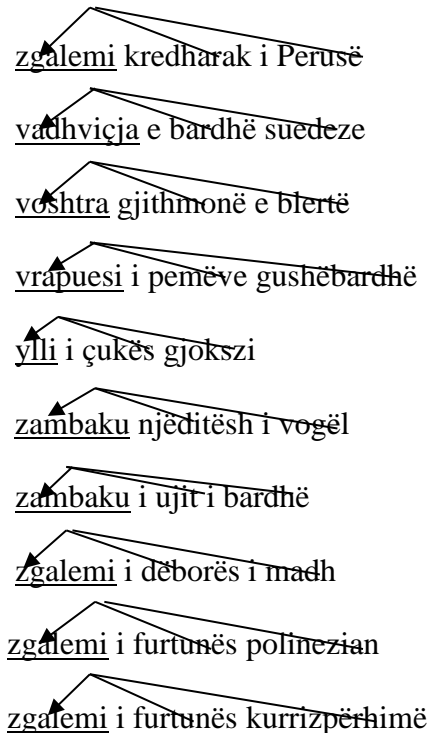 zgalemi kredharak i Perusë
vadhviçja e bardhë suedeze
voshtra gjithmonë e blertë
vrapuesi i pemëve gushëbardhë
ylli i çukës gjokszi
zambaku njëditësh i vogël
zambaku i ujit i bardhë
zgalemi i dëborës i madh
zgalemi i furtunës polinezian
zgalemi i furtunës kurrizpërhimë